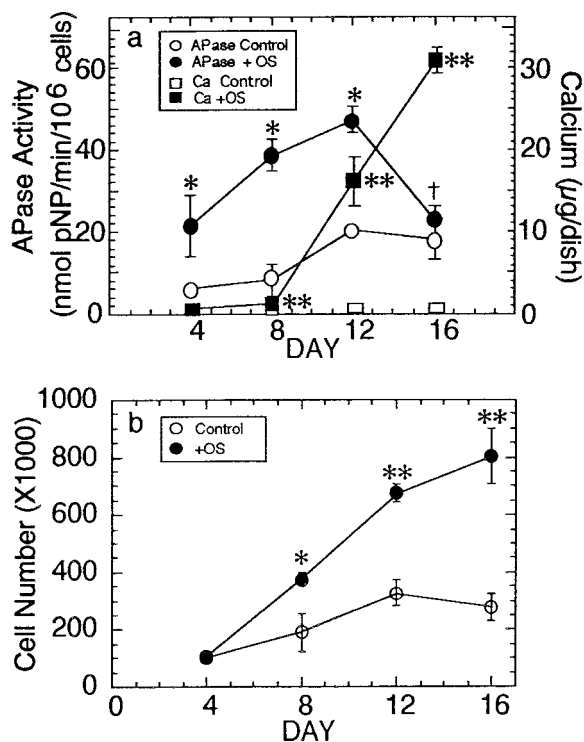 a
APase Control
APase + OS
Ca Control
Ca +OS
APase Activity
(nmol pNP/min/10⁶ cells)
60
40
20
0
Calcium (µg/dish)
30
20
10
0
*
*
*
†
**
**
**
4 8 12 16
DAY
b
Control
+OS
Cell Number (X1000)
1000
800
600
400
200
0
*
**
**
0 4 8 12 16
DAY